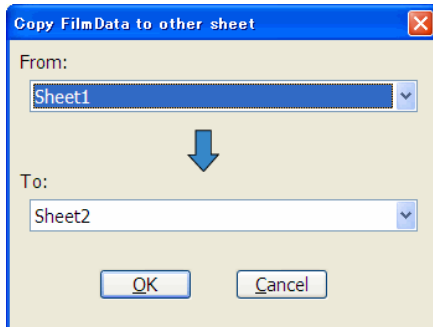 Copy FilmData to other sheet
From:
Sheet1
To:
Sheet2
OK
Cancel